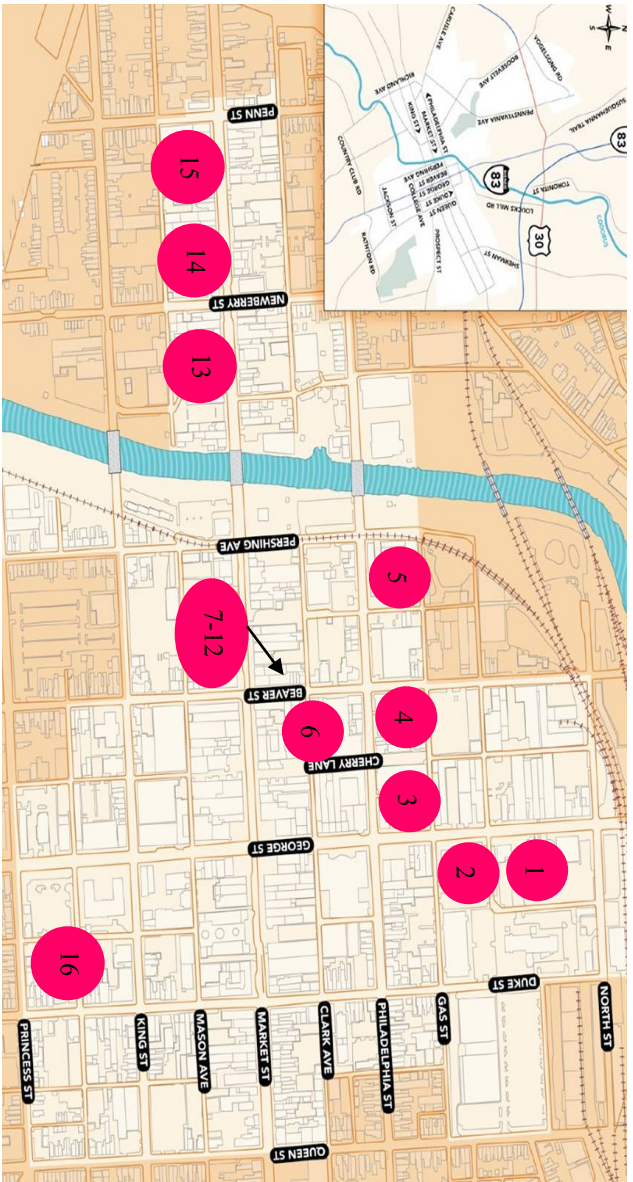 N
W
E
S
CARLISLE AVE
VOGELSONG RD
ROOSEVELT AVE
SUSQUEHANNA TRAIL
83
RICHLAND AVE
PENNSYLVANIA AVE
PHILADELPHIA ST
MARKET ST
KING ST
83
TORONITA ST
CODORUS
LOUCKS MILL RD
30
COUNTRY CLUB RD
PERSHING AVE
BEAVER ST
GEORGE ST
DUKE ST
QUEEN ST
COLLEGE AVE
JACKSON ST
RATHTON RD
PROSPECT ST
SHERMAN ST
PENN ST
15
14
NEWBERRY ST
13
PERSHING AVE
5
7-12
BEAVER ST
4
6
CHERRY LANE
3
GEORGE ST
2
1
16
DUKE ST
NORTH ST
GAS ST
PHILADELPHIA ST
CLARK AVE
MARKET ST
MASON AVE
KING ST
PRINCESS ST
QUEEN ST